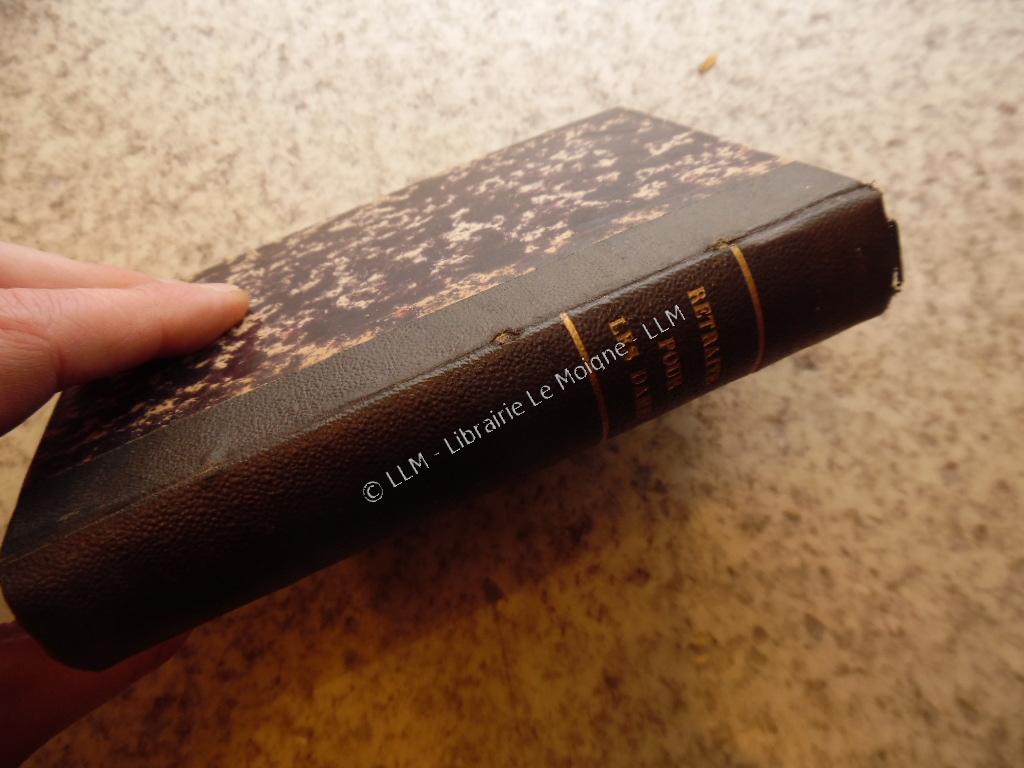 RETRAITE
POUR
LES DAMES
© LLM - Librairie Le Moigne - LLM